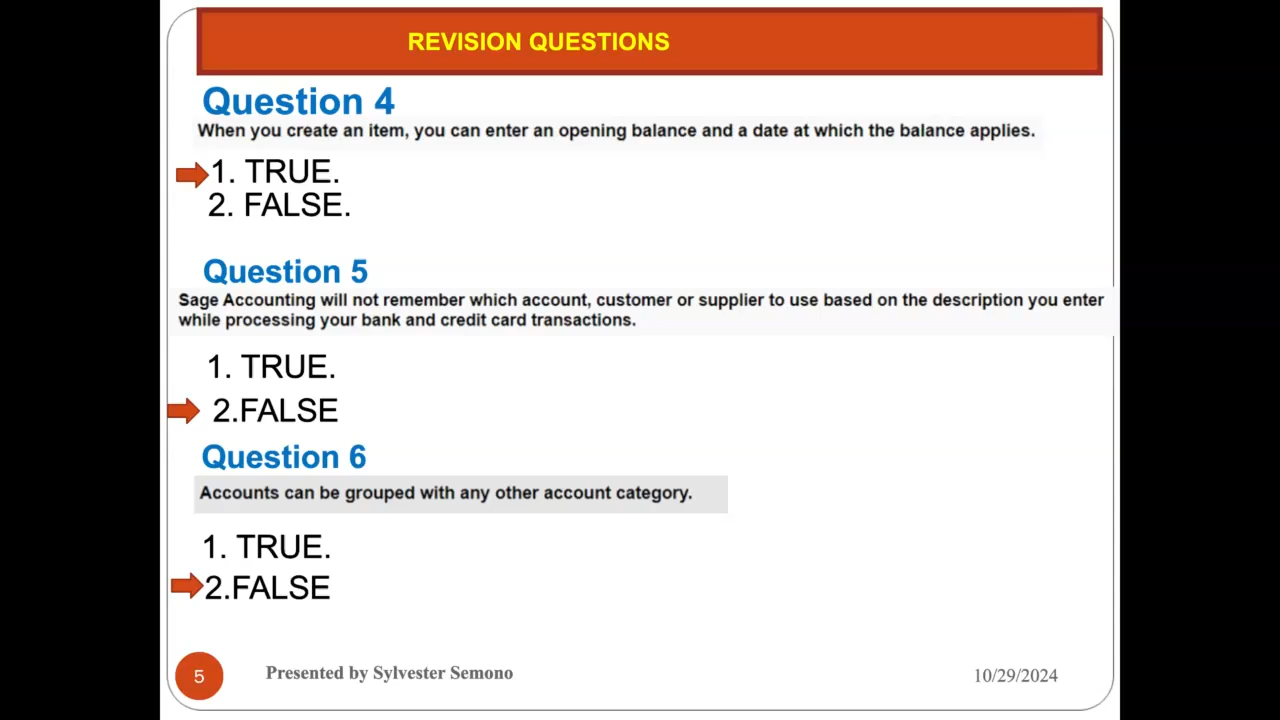 REVISION QUESTIONS
Question 4
When you create an item, you can enter an opening balance and a date at which the balance applies.
1. TRUE.
2. FALSE.
Question 5
Sage Accounting will not remember which account, customer or supplier to use based on the description you enter
while processing your bank and credit card transactions.
1. TRUE.
2.FALSE
Question 6
Accounts can be grouped with any other account category.
1. TRUE.
2.FALSE
5
Presented by Sylvester Semono
10/29/2024